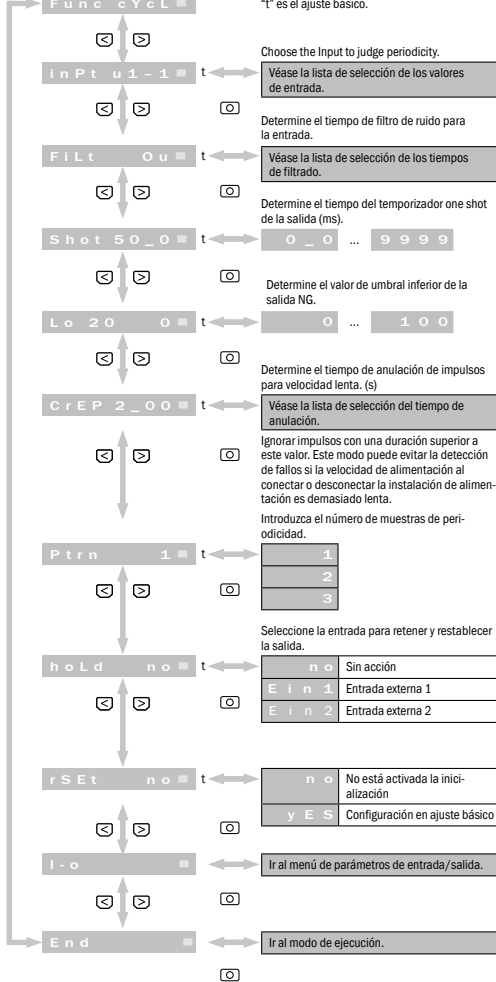 Func cYcL
"t" es el ajuste básico.
Choose the Input to judge periodicity.
inPt u1-1 t
Véase la lista de selección de los valores
de entrada.
Determine el tiempo de filtro de ruido para
la entrada.
FiLt Ou t
Véase la lista de selección de los tiempos
de filtrado.
Determine el tiempo del temporizador one shot
de la salida (ms).
Shot 50_0 t 0_0 ... 9999
Determine el valor de umbral inferior de la
salida NG.
Lo 20 0 t 0 ... 100
Determine el tiempo de anulación de impulsos
para velocidad lenta. (s)
CrEP 2_00 t
Véase la lista de selección del tiempo de
anulación.
Ignorar impulsos con una duración superior a
este valor. Este modo puede evitar la detección
de fallos si la velocidad de alimentación al
conectar o desconectar la instalación de alimen-
tación es demasiado lenta.
Introduzca el número de muestras de peri-
odicidad.
Ptrn 1 t 1
2
3
Seleccione la entrada para retener y restablecer
la salida.
hoLd no t no Sin acción
Ein1 Entrada externa 1
Ein2 Entrada externa 2
rSEt no t no No está activada la inici-
alización
yES Configuración en ajuste básico
I-o Ir al menú de parámetros de entrada/salida.
End Ir al modo de ejecución.